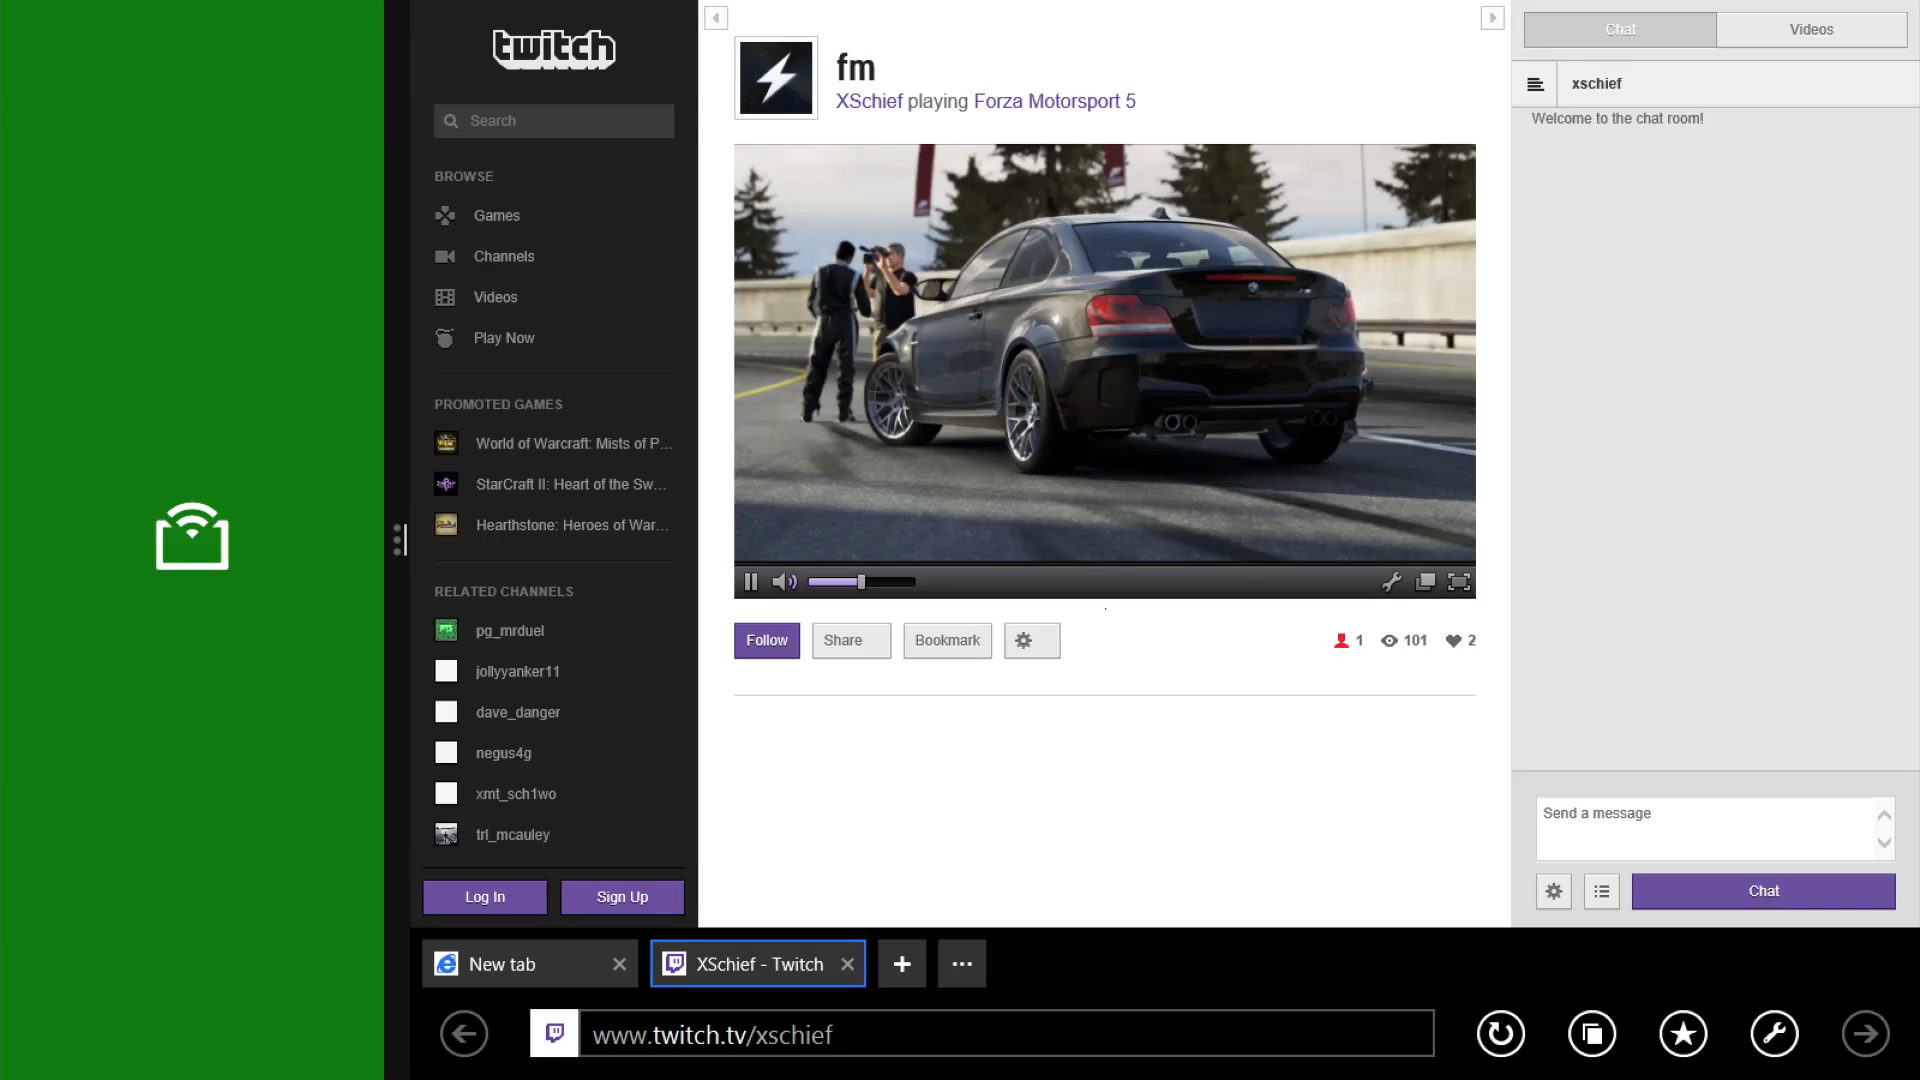 twitch
Search
BROWSE
Games
Channels
Videos
Play Now
PROMOTED GAMES
World of Warcraft: Mists of P...
StarCraft II: Heart of the Sw...
Hearthstone: Heroes of War...
RELATED CHANNELS
pg_mrduel
jollyyanker11
dave_danger
negus4g
xmt_sch1wo
trl_mcauley
Log In
Sign Up
fm
XSchief playing Forza Motorsport 5
Follow
Share
Bookmark
1
101
2
Chat
Videos
xschief
Welcome to the chat room!
Send a message
Chat
New tab
XSchief - Twitch
www.twitch.tv/xschief